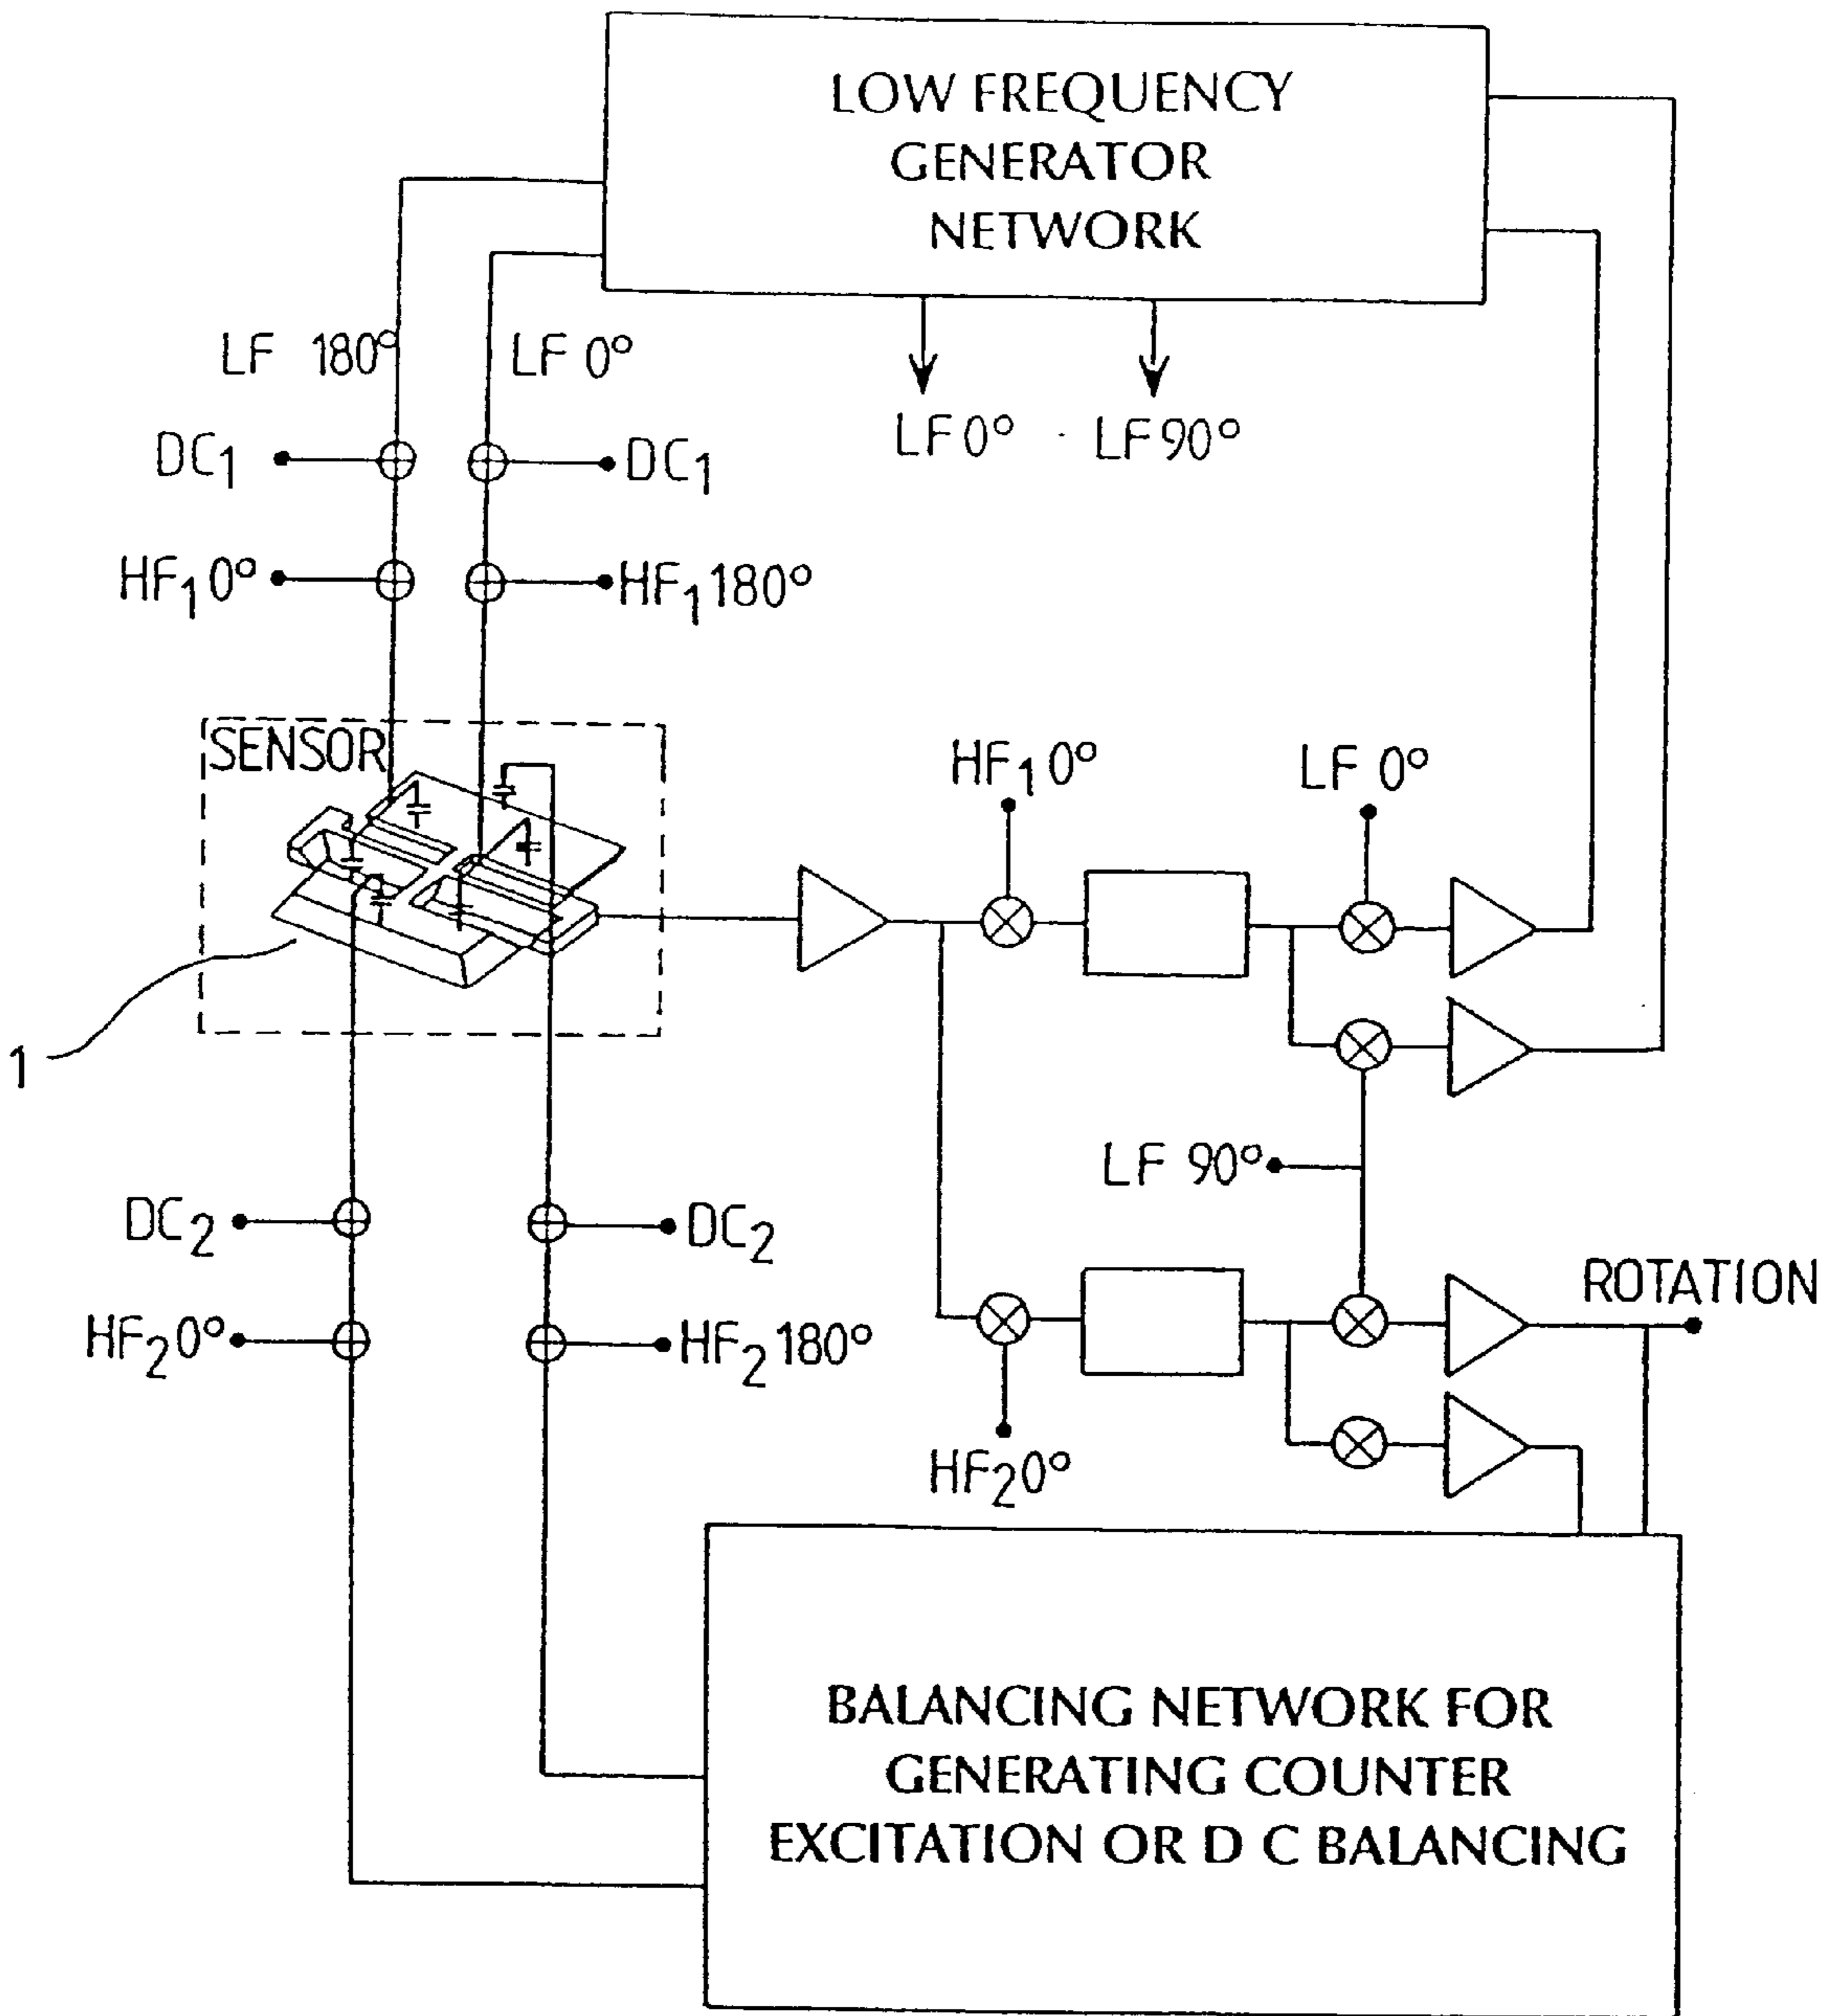 LOW FREQUENCY
GENERATOR
NETWORK
LF 180°
LF 0°
LF 0°
LF 90°
DC1
DC1
HF1 0°
HF1 180°
SENSOR
HF1 0°
LF 0°
1
LF 90°
DC2
DC2
ROTATION
HF2 0°
HF2 180°
HF2 0°
BALANCING NETWORK FOR
GENERATING COUNTER
EXCITATION OR D C BALANCING